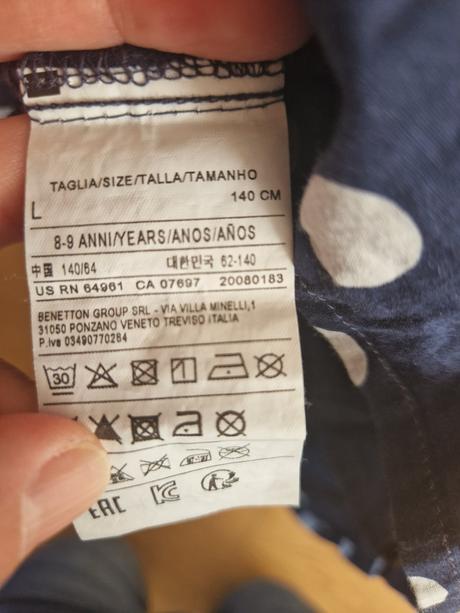 TAGLIA/SIZE/TALLA/TAMANHO
L 140 CM
8-9 ANNI/YEARS/ANOS/AÑOS
中国 140/64 대한민국 62-140
US RN 64961 CA 07697 20080183
BENETTON GROUP SRL - VIA VILLA MINELLI,1
31050 PONZANO VENETO TREVISO ITALIA
P.iva 03490770264
30
EAC